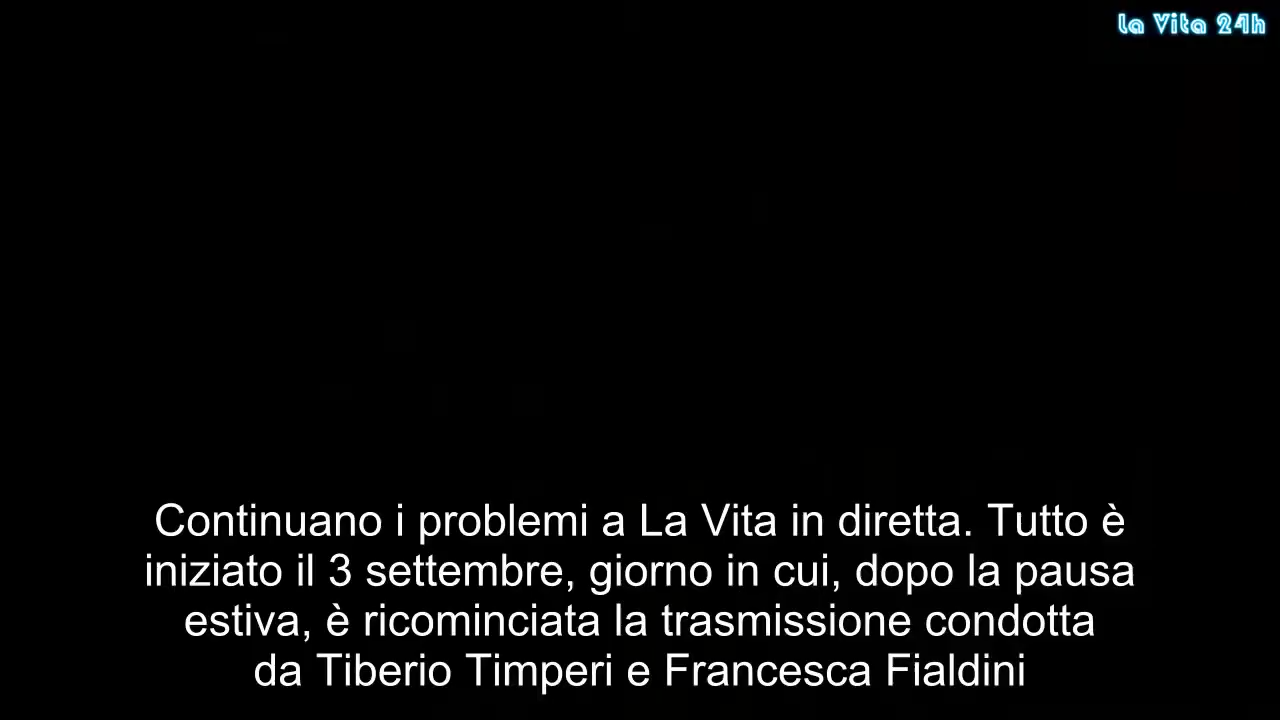 La Vita 24h
Continuano i problemi a La Vita in diretta. Tutto è
iniziato il 3 settembre, giorno in cui, dopo la pausa
estiva, è ricominciata la trasmissione condotta
da Tiberio Timperi e Francesca Fialdini